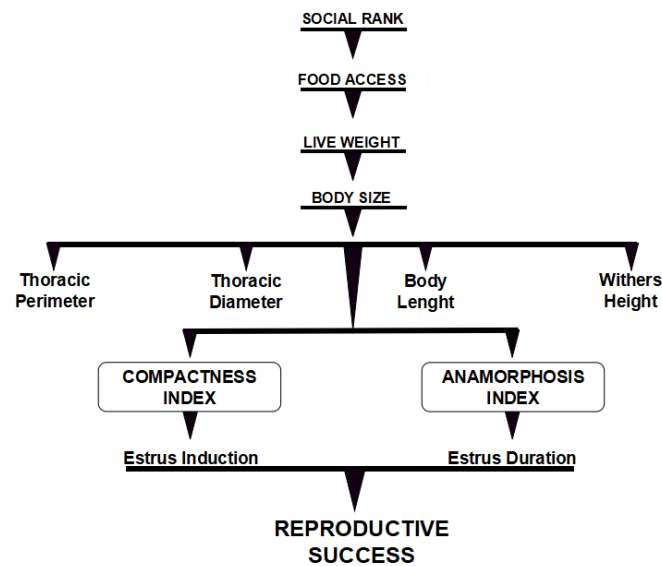 SOCIAL RANK
FOOD ACCESS
LIVE WEIGHT
BODY SIZE
Thoracic
Perimeter
Thoracic
Diameter
Body
Lenght
Withers
Height
COMPACTNESS
INDEX
ANAMORPHOSIS
INDEX
Estrus Induction
Estrus Duration
REPRODUCTIVE
SUCCESS